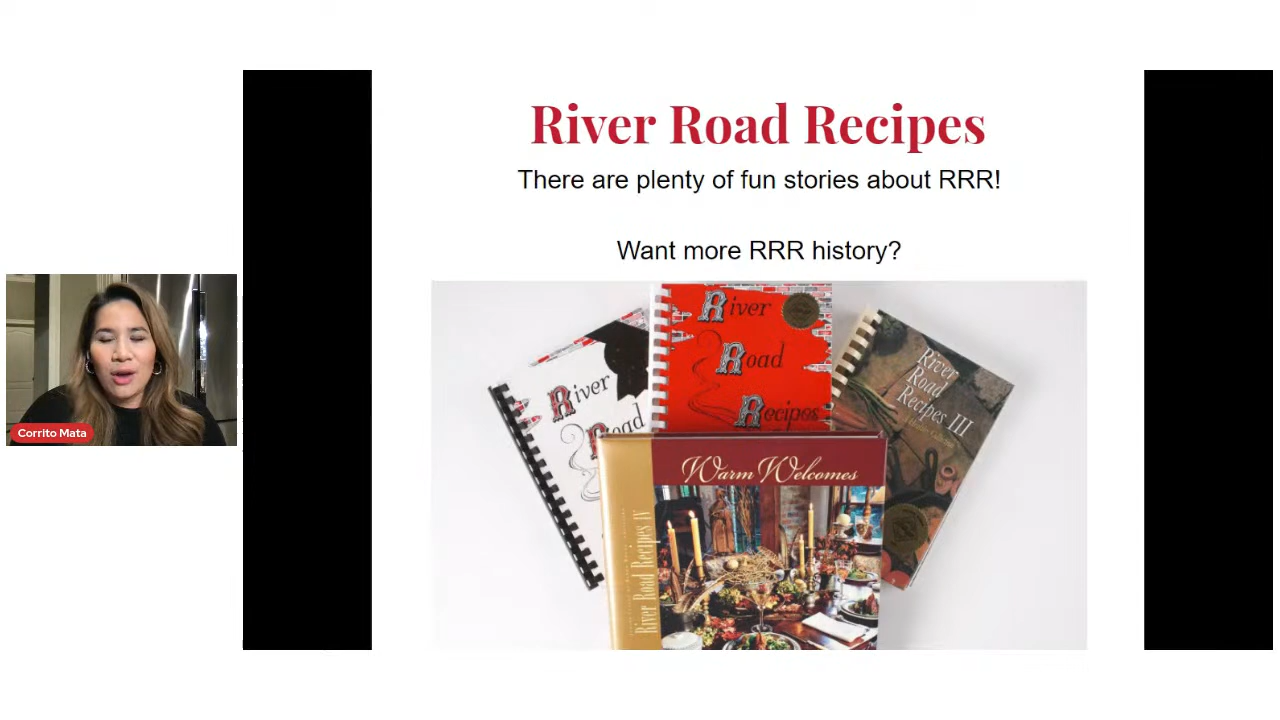 River Road Recipes
There are plenty of fun stories about RRR!
Want more RRR history?
River
Road
River
Road
Recipes
River
Road
Recipes III
Warm Welcomes
River Road Recipes IV
Corrito Mata